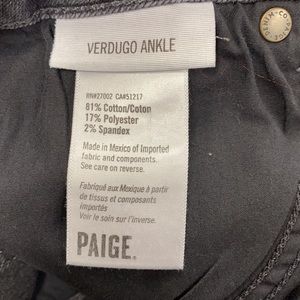 VERDUGO ANKLE
RN#27002 CA#51217
81% Cotton/Coton
17% Polyester
2% Spandex
Made in Mexico of Imported
fabric and components.
See care on reverse.
Fabriqué aux Mexique à partir
de tissus et composants
importés
Voir le soin sur l'inverse.
PAIGE.